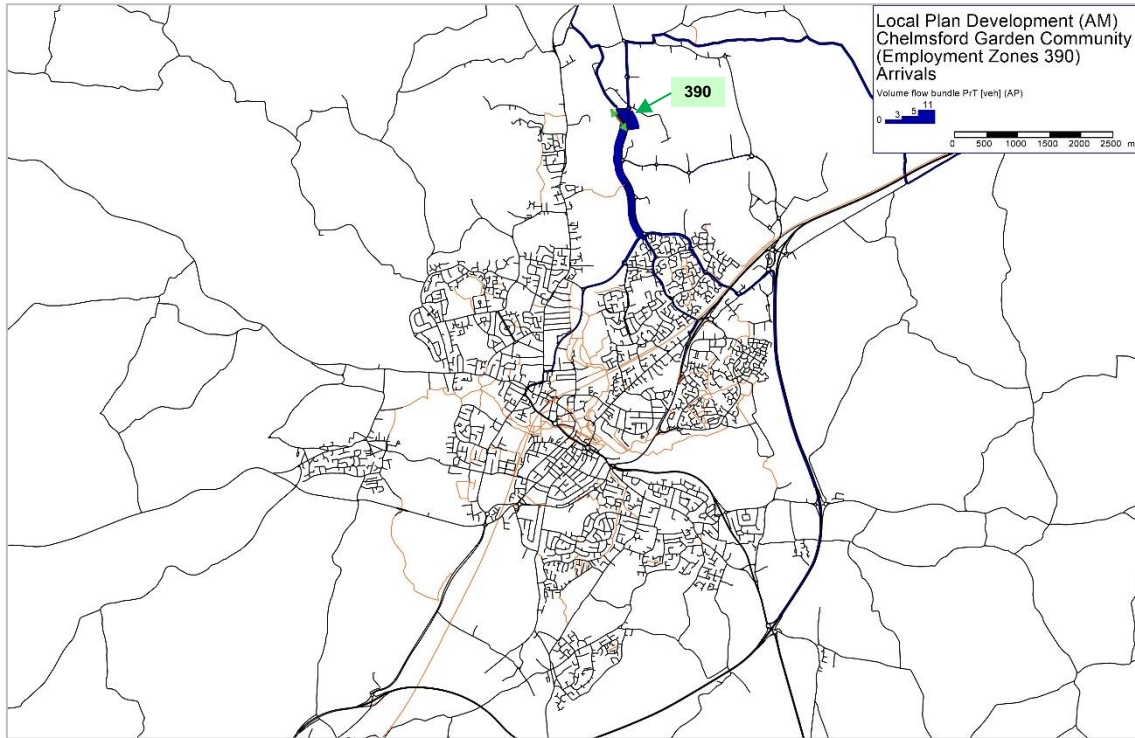 Local Plan Development (AM)
Chelmsford Garden Community
(Employment Zones 390)
Arrivals
Volume flow bundle PrT [veh] (AP)
0 3 5 11
0 500 1000 1500 2000 2500 m
390